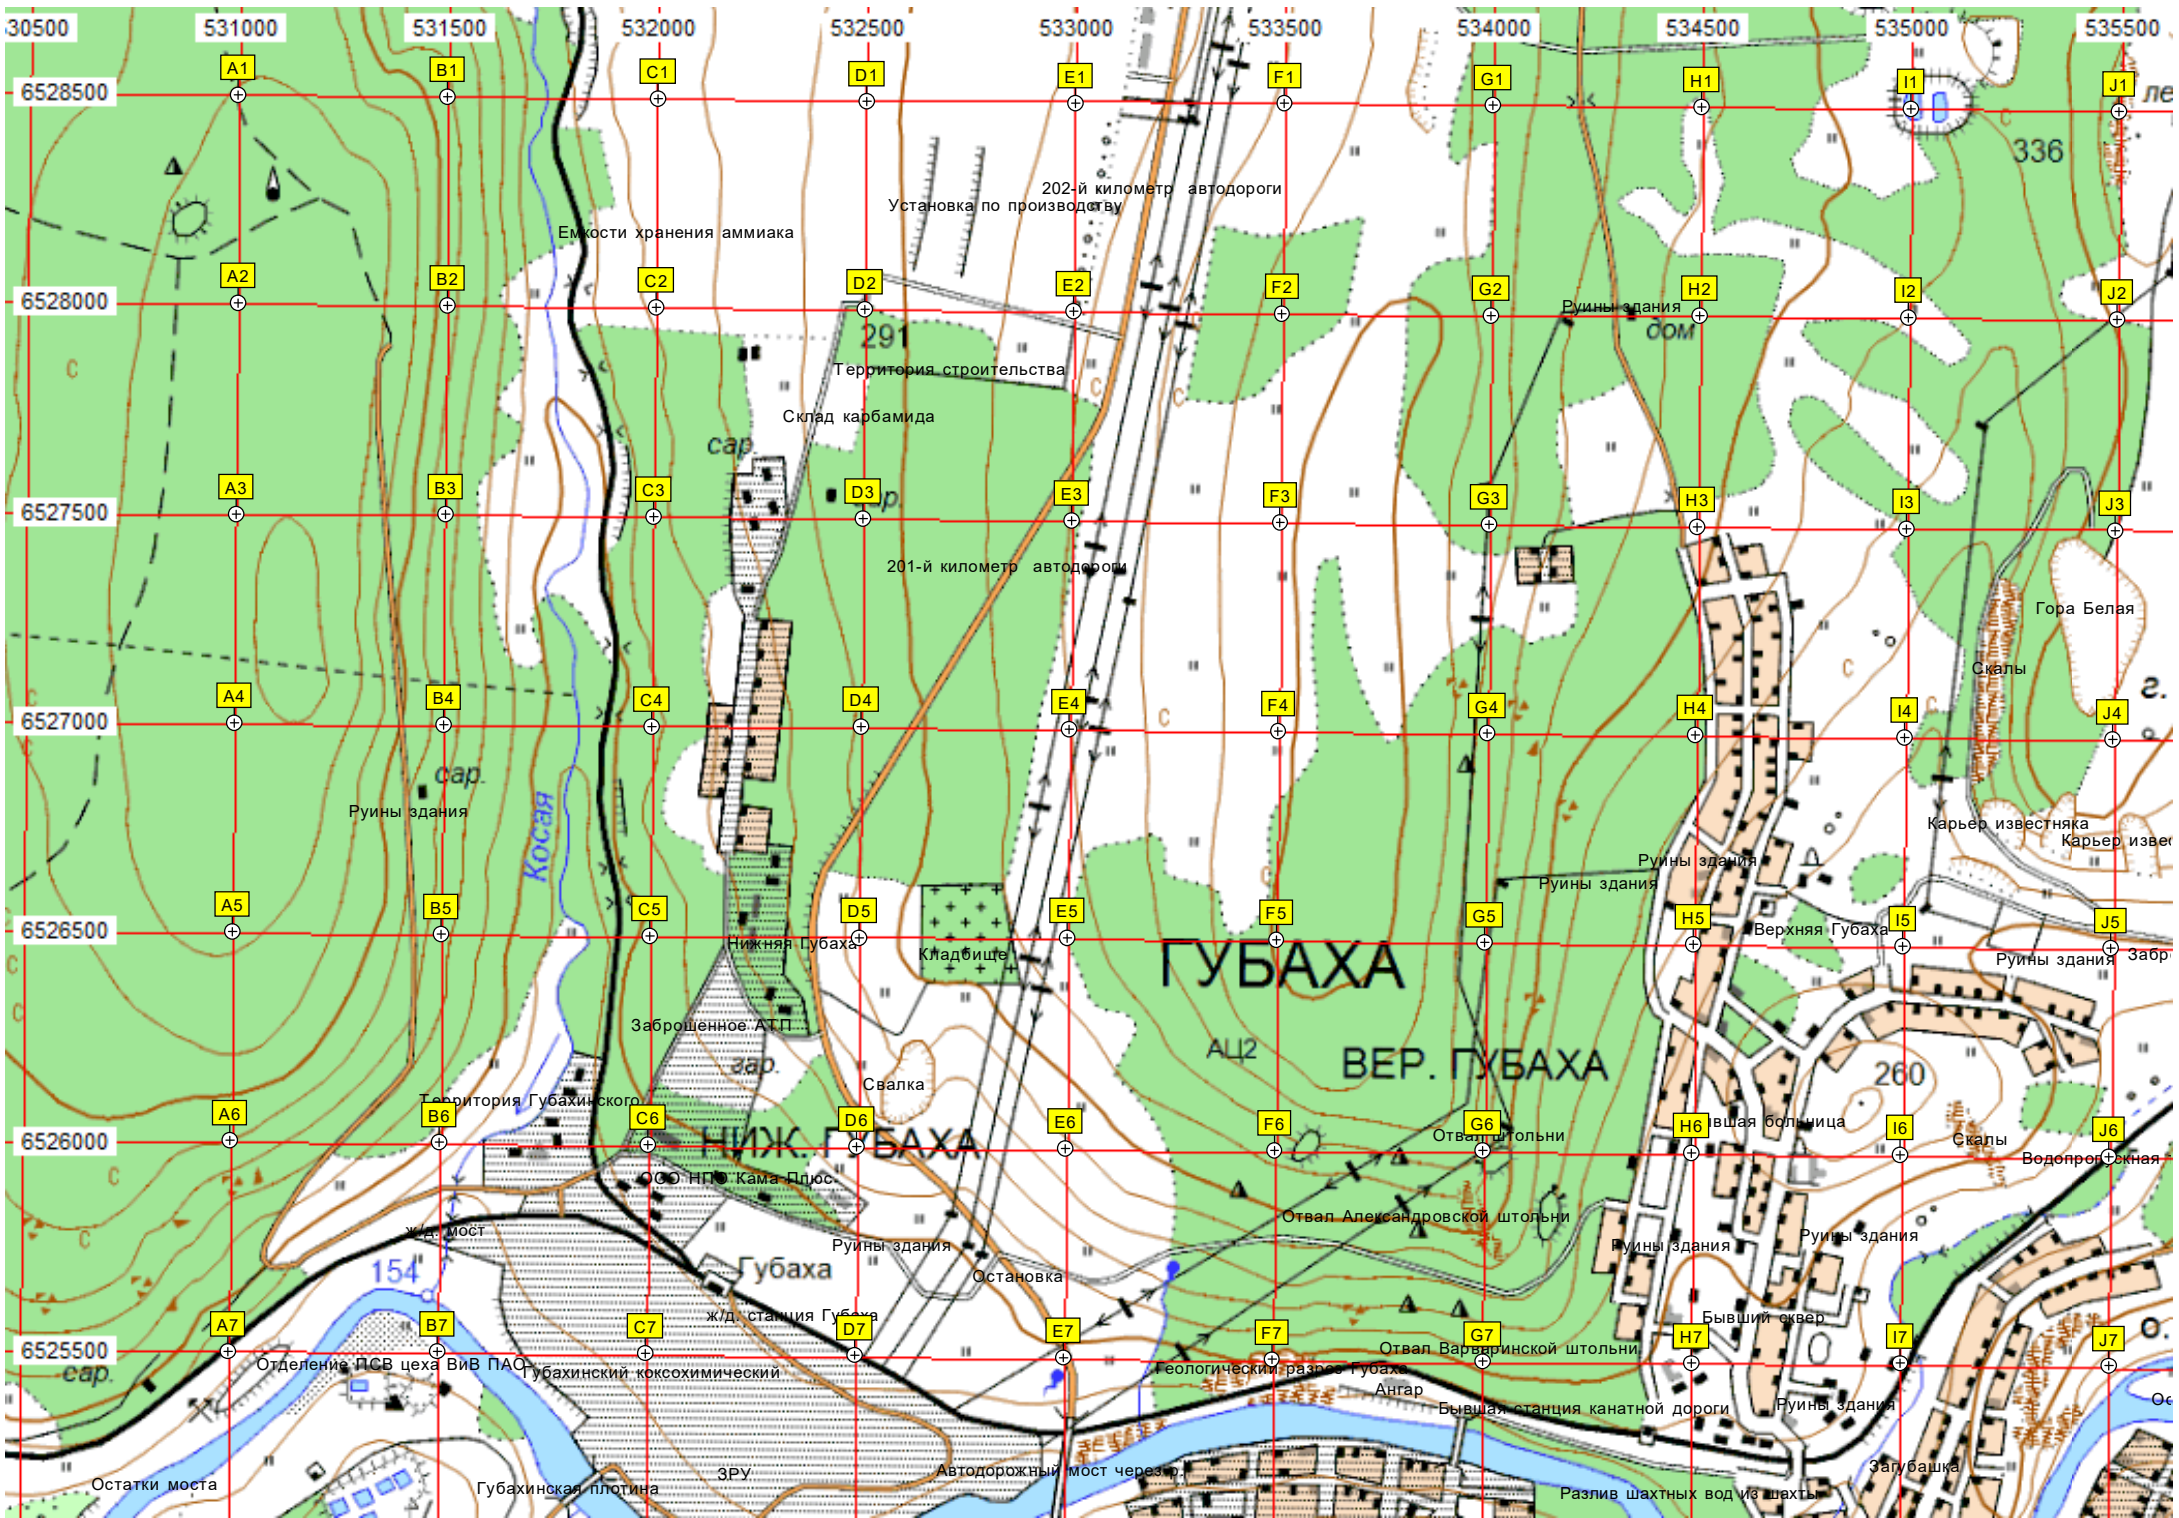 530500 531000 531500 532000 532500 533000 533500 534000 534500 535000 535500
A1 B1 C1 D1 E1 F1 G1 H1 I1 J1
6528500
336
202-й километр автодороги
Установка по производству
Емкости хранения аммиака
A2 B2 C2 D2 E2 F2 G2 H2 I2 J2
6528000
Руины здания
дом
291
Территория строительства
С
Склад карбамида
сар.
A3 B3 C3 D3 E3 F3 G3 H3 I3 J3
6527500
201-й километр автодороги
Гора Белая
Скалы
г.
A4 B4 C4 D4 E4 F4 G4 H4 I4 J4
6527000
сар.
Руины здания
Косая
Карьер известняка
Карьер извес
Руины здания
Руины здания
A5 B5 C5 D5 E5 F5 G5 H5 I5 J5
6526500
Нижняя Губаха
Кладбище
ГУБАХА
Верхняя Губаха
Руины здания
Забр
Заброшенное АТП
АЦ2
ВЕР. ГУБАХА
260
Свалка
Территория Губахинского
A6 B6 C6 D6 E6 F6 G6 H6 I6 J6
6526000
НИЖ. ГУБАХА
Отвал штольни
вшая больница
Скалы
Водопропускная
ООО НПО Кама-Плюс
Отвал Александровской штольни
ж/д. мост
Руины здания
Руины здания
Руины здания
154
Губаха
Остановка
ж/д. станция Губаха
Бывший сквер
A7 B7 C7 D7 E7 F7 G7 H7 I7 J7
6525500
о.
сар.
Отделение ПСВ цеха ВиВ ПАО
Губахинский коксохимический
Геологический разрез Губаха
Отвал Варваринской штольни
Ангар
Бывшая станция канатной дороги
Руины здания
Остатки моста
Губахинская плотина
ЗРУ
Автодорожный мост через р.
Загубашка
Разлив шахтных вод из шахты